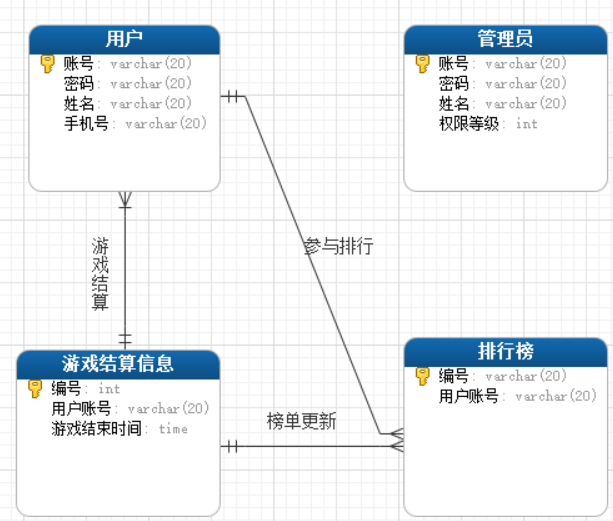 用户
账号: varchar(20)
密码: varchar(20)
姓名: varchar(20)
手机号: varchar(20)
管理员
账号: varchar(20)
密码: varchar(20)
姓名: varchar(20)
权限等级: int
游戏结算
参与排行
游戏结算信息
编号: int
用户账号: varchar(20)
游戏结束时间: time
榜单更新
排行榜
编号: varchar(20)
用户账号: varchar(20)